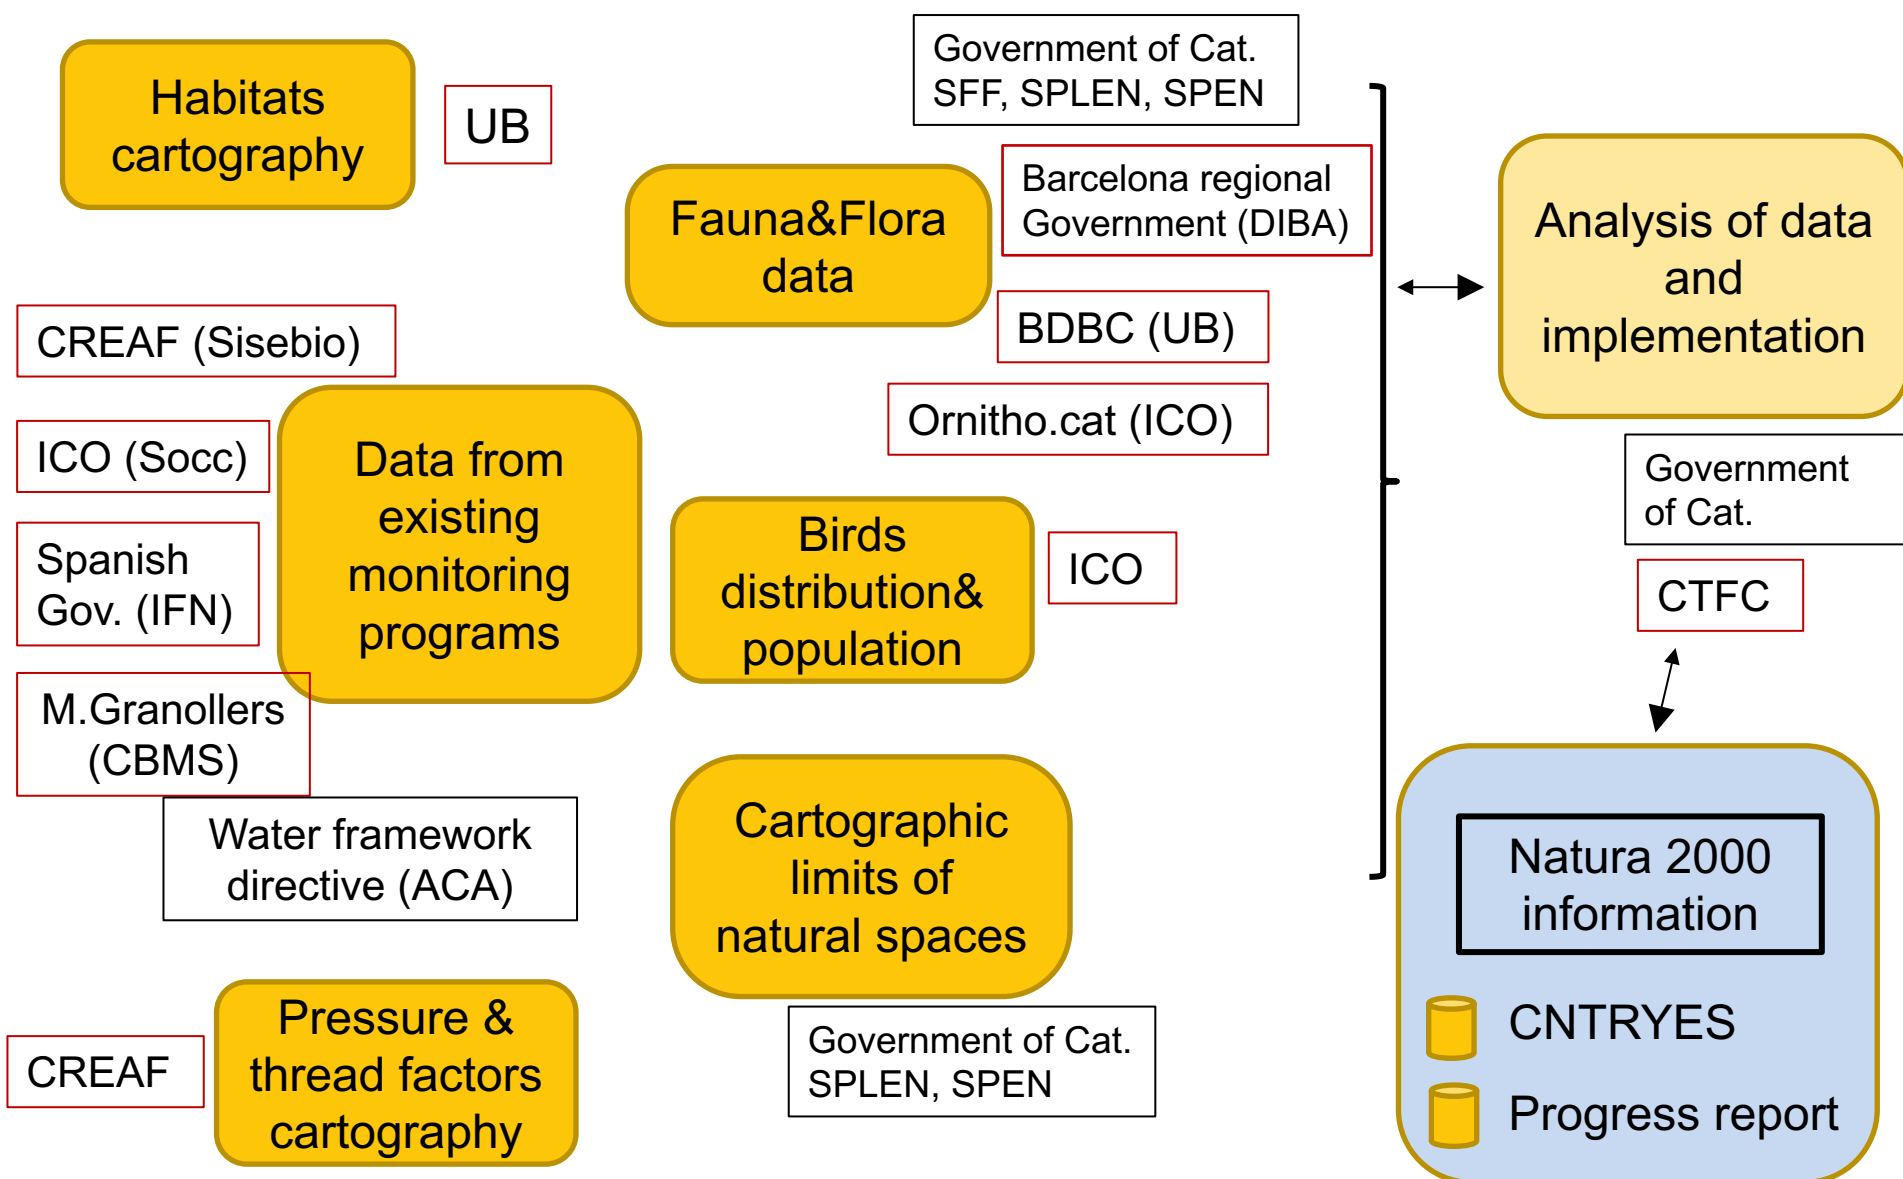 Habitats
cartography
UB
Government of Cat.
SFF, SPLEN, SPEN
Fauna&Flora
data
Barcelona regional
Government (DIBA)
BDBC (UB)
Ornitho.cat (ICO)
Analysis of data
and
implementation
Government
of Cat.
CTFC
CREAF (Sisebio)
ICO (Socc)
Spanish
Gov. (IFN)
M.Granollers
(CBMS)
Data from
existing
monitoring
programs
Water framework
directive (ACA)
Birds
distribution&
population
ICO
Cartographic
limits of
natural spaces
Government of Cat.
SPLEN, SPEN
CREAF
Pressure &
thread factors
cartography
Natura 2000
information
CNTRYES
Progress report